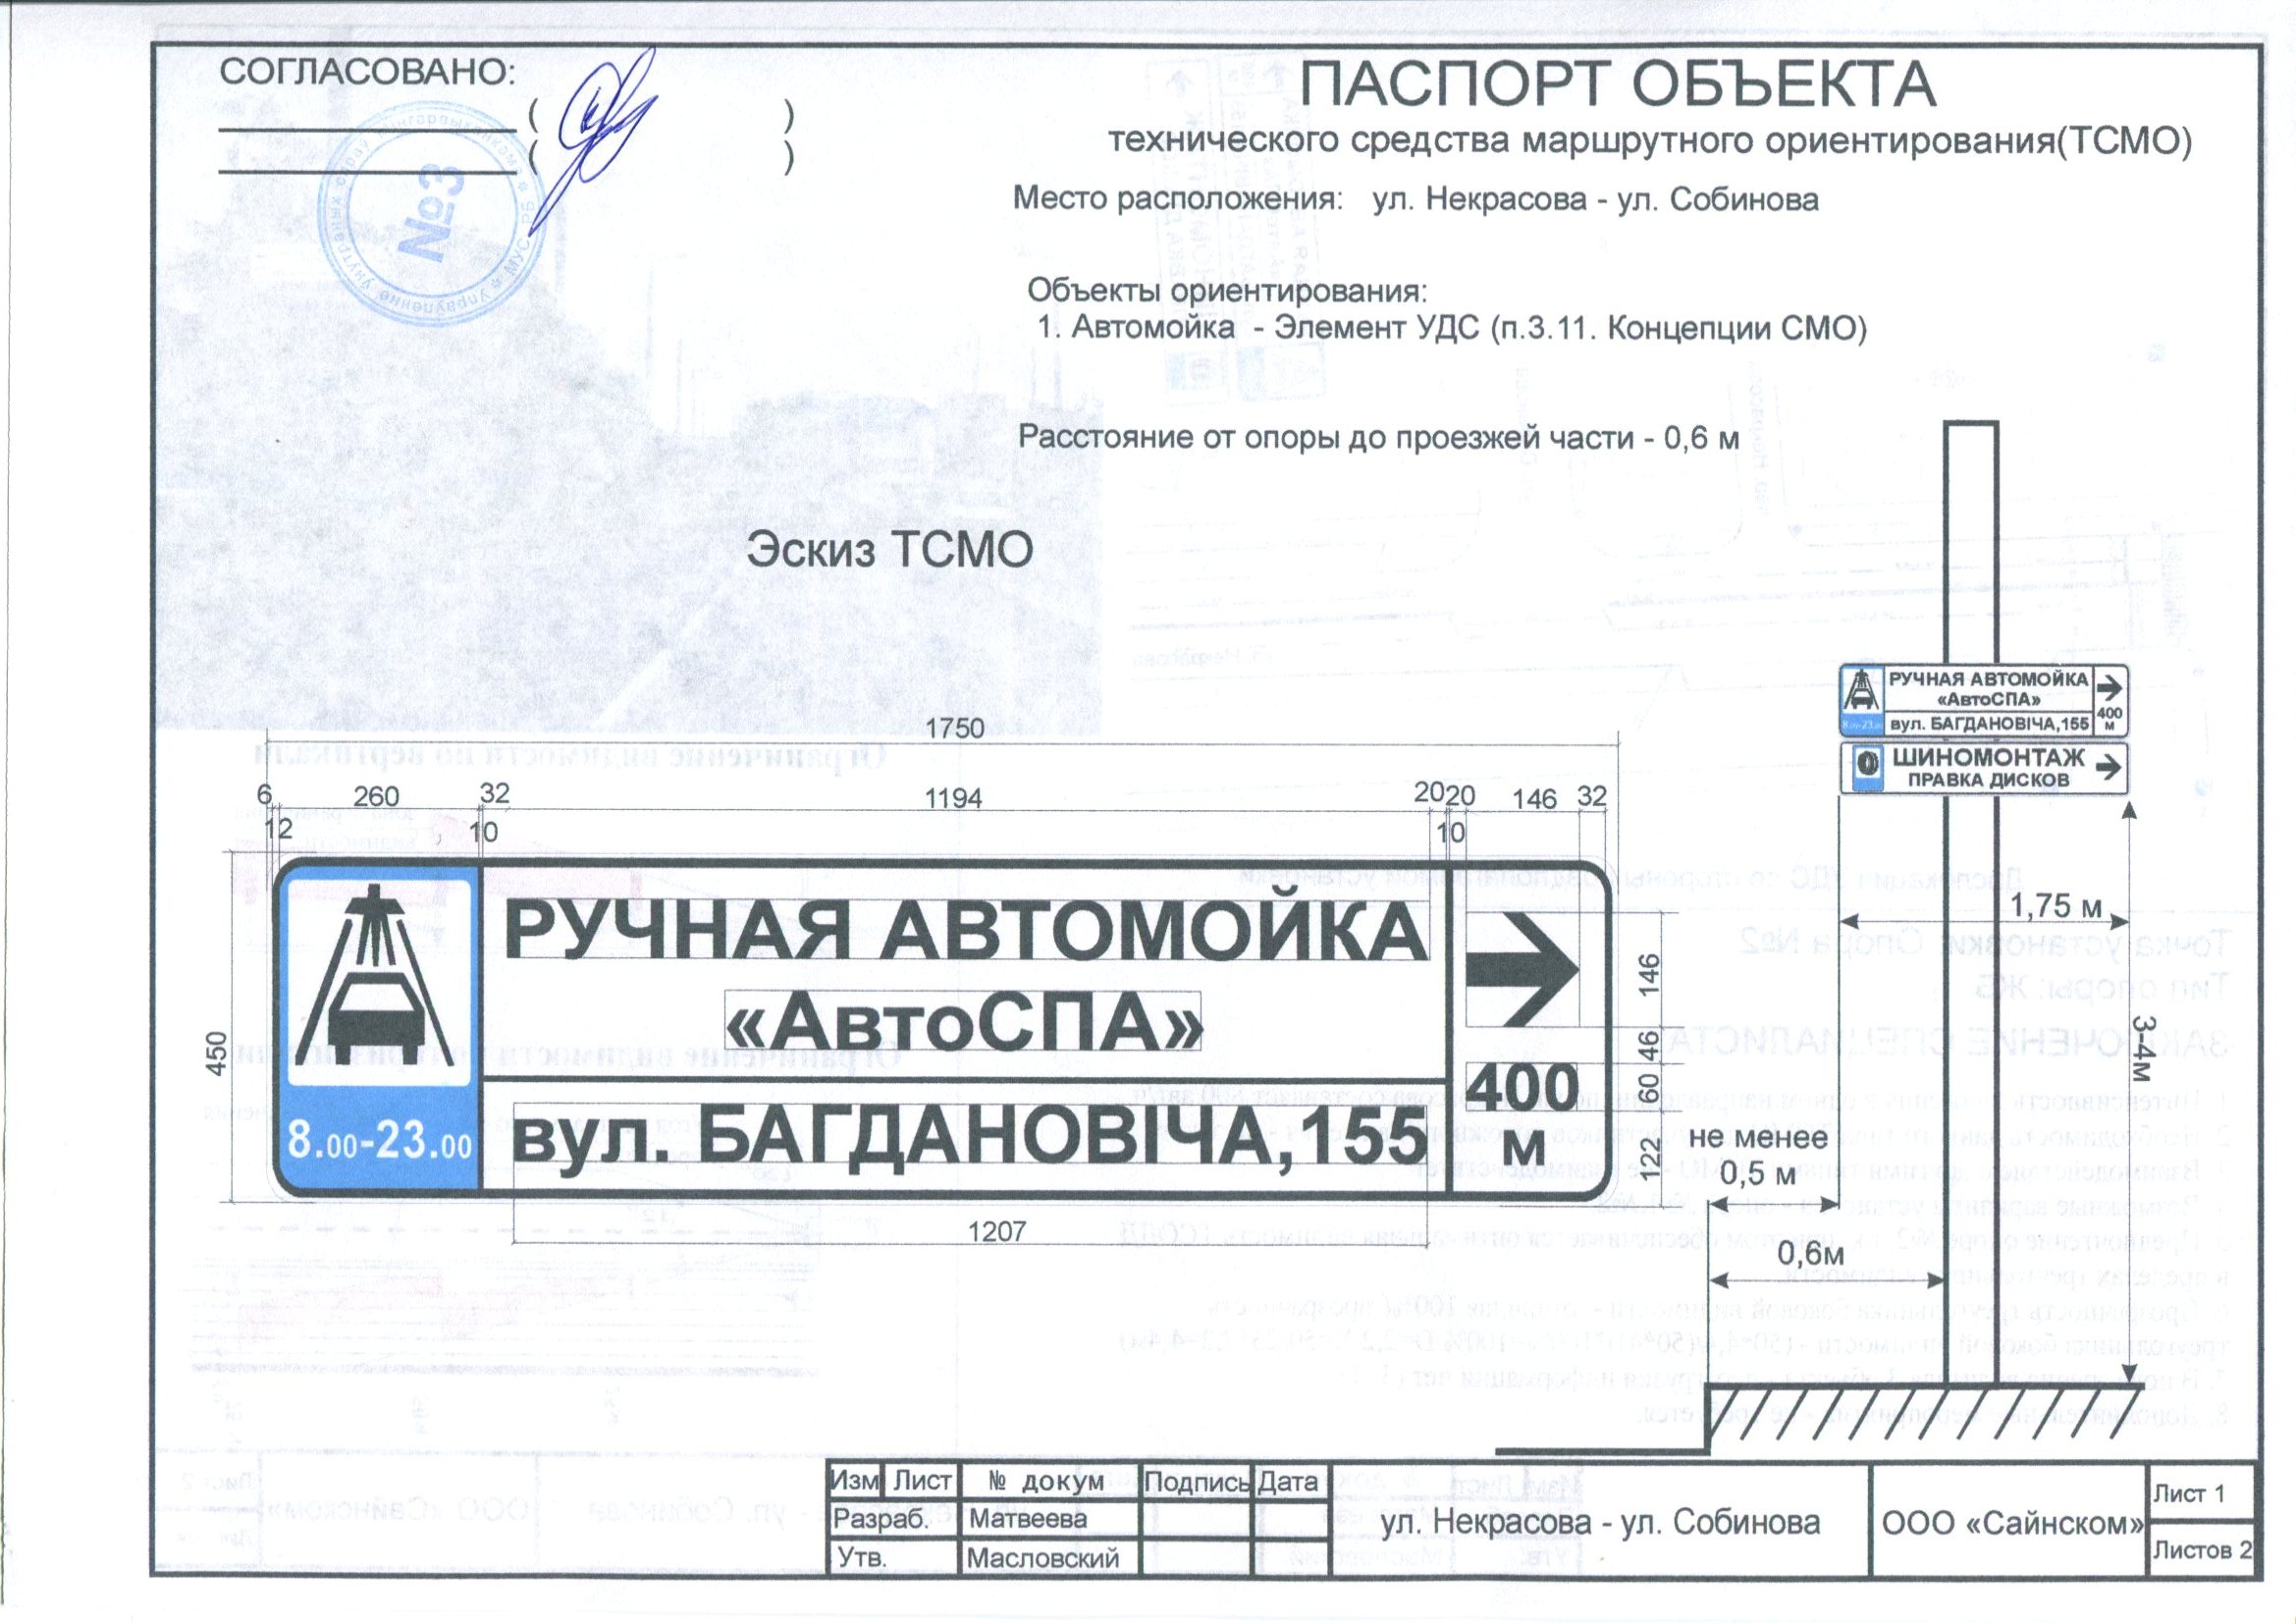 СОГЛАСОВАНО:
( )
( )
№3
ПАСПОРТ ОБЪЕКТА
технического средства маршрутного ориентирования(ТСМО)
Место расположения: ул. Некрасова - ул. Собинова
Объекты ориентирования:
1. Автомойка - Элемент УДС (п.3.11. Концепции СМО)
Расстояние от опоры до проезжей части - 0,6 м
Эскиз ТСМО
1750
6 260 32 1194 20 20 146 32
12 10 10
РУЧНАЯ АВТОМОЙКА
«АвтоСПА»
вул. БАГДАНОВІЧА,155
8.00-23.00
400
м
450
146
46
60
122
1207
РУЧНАЯ АВТОМОЙКА
«АвтоСПА»
вул. БАГДАНОВІЧА,155
8.00-23.00
400
м
ШИНОМОНТАЖ
ПРАВКА ДИСКОВ
1,75 м
3,4м
не менее
0,5 м
0,6м
Изм Лист № докум Подпись Дата
Разраб. Матвеева
Утв. Масловский
ул. Некрасова - ул. Собинова
ООО «Сайнском»
Лист 1
Листов 2